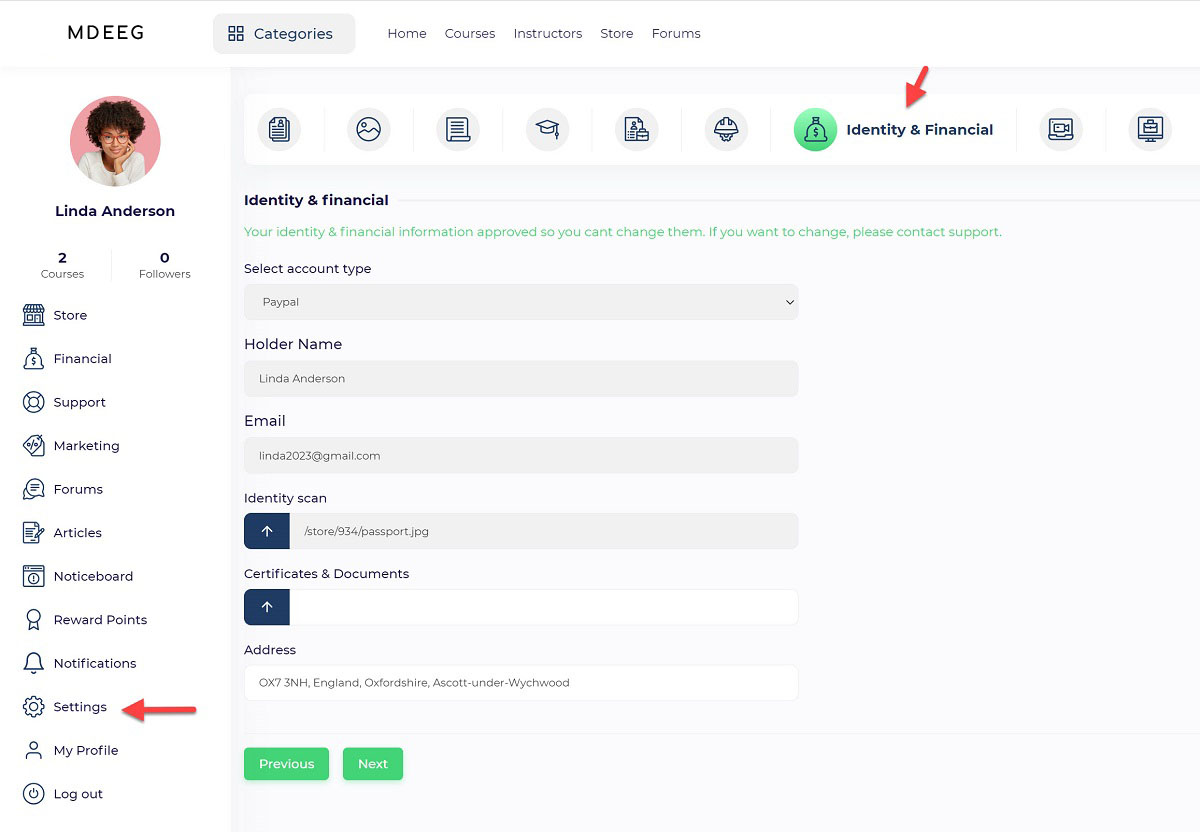 MDEEG
Categories
Home
Courses
Instructors
Store
Forums
Identity & Financial
Linda Anderson
2
Courses
0
Followers
Store
Financial
Support
Marketing
Forums
Articles
Noticeboard
Reward Points
Notifications
Settings
My Profile
Log out
Identity & financial
Your identity & financial information approved so you cant change them. If you want to change, please contact support.
Select account type
Paypal
Holder Name
Linda Anderson
Email
linda2023@gmail.com
Identity scan
/store/934/passport.jpg
Certificates & Documents
Address
OX7 3NH, England, Oxfordshire, Ascott-under-Wychwood
Previous
Next